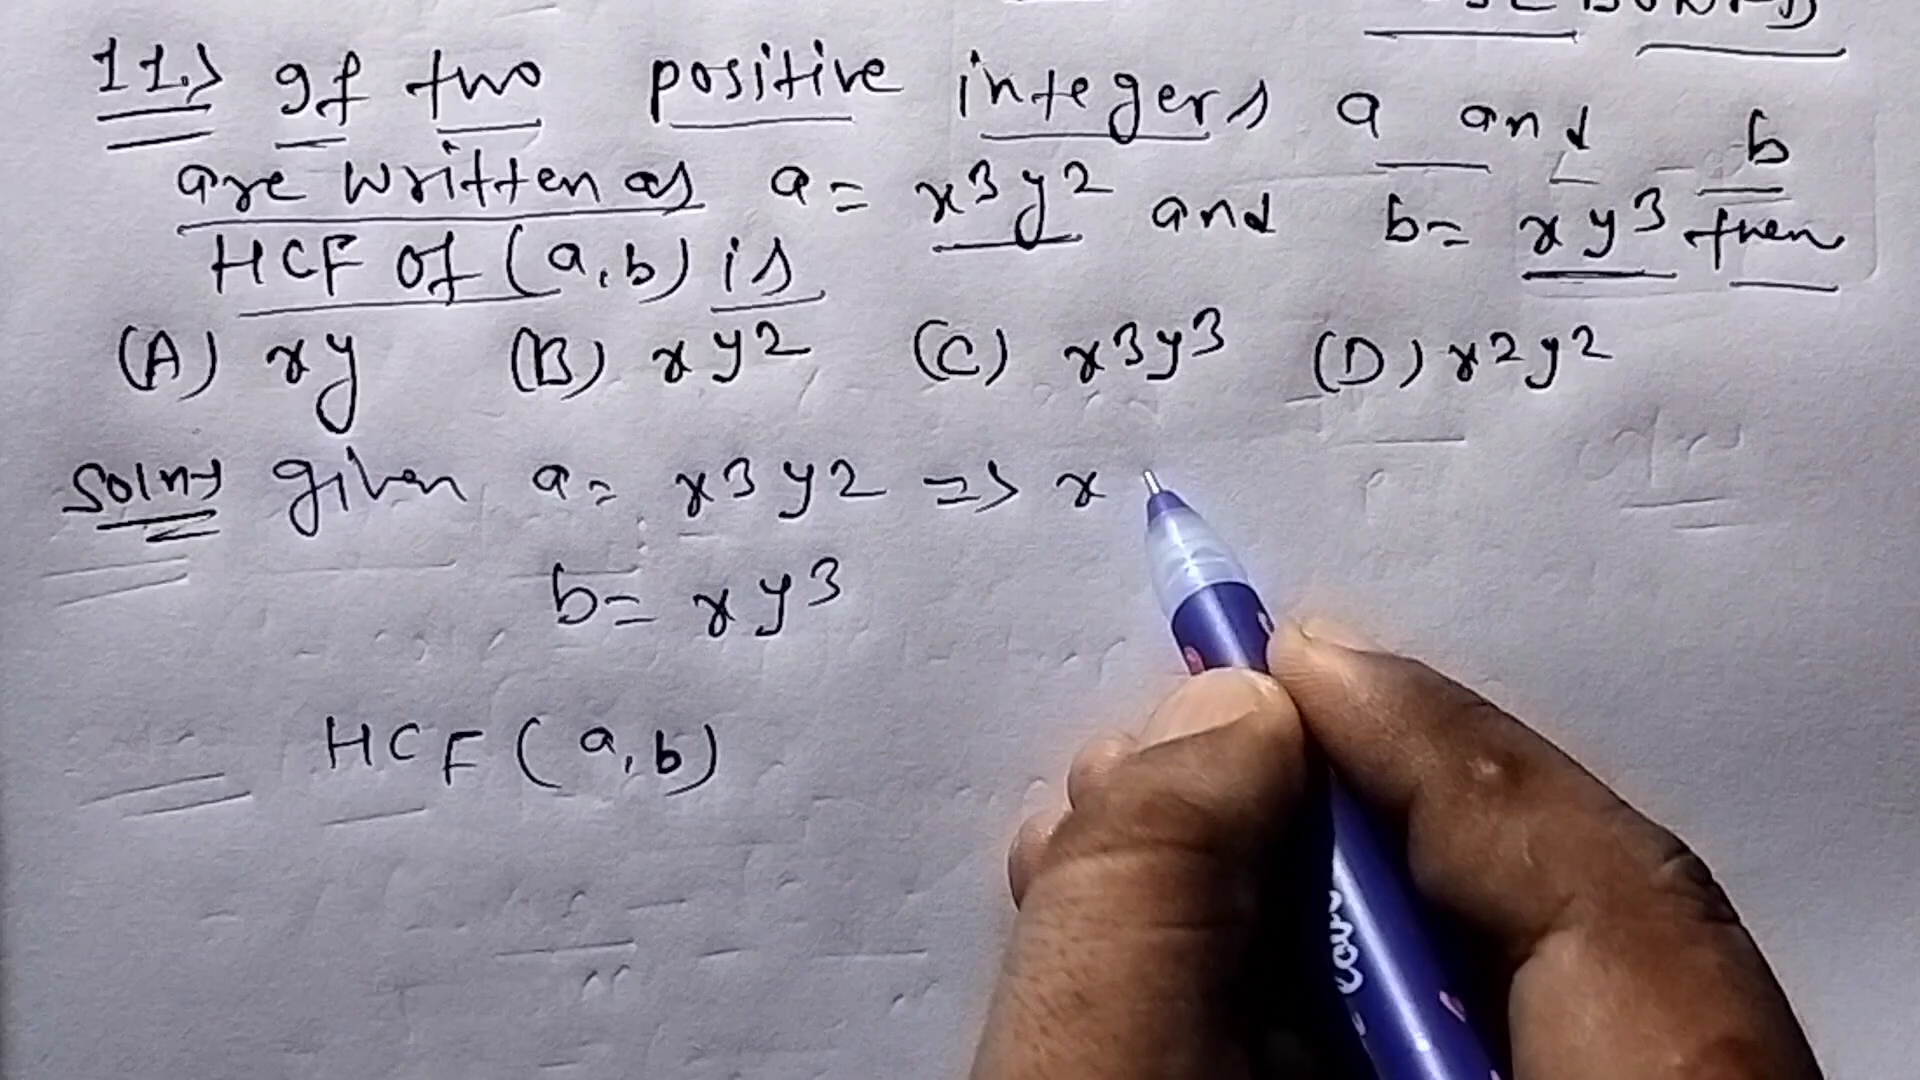 11.) If two positive integers a and b
are written as a = x3y2 and b = xy3 then
HCF of (a,b) is
(A) xy (B) xy2 (C) x3y3 (D) x2y2
Soln given a = x3y2 => x
b = xy3
HCF (a,b)